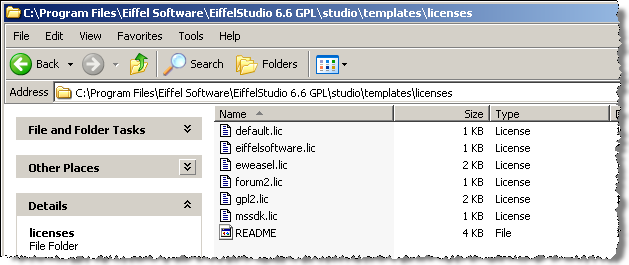 C:\Program Files\Eiffel Software\EiffelStudio 6.6 GPL\studio\templates\licenses
File Edit View Favorites Tools Help
Back Search Folders
Address C:\Program Files\Eiffel Software\EiffelStudio 6.6 GPL\studio\templates\licenses
File and Folder Tasks
Other Places
Details
licenses
File Folder
Name Size Type
default.lic 1 KB License
eiffelsoftware.lic 1 KB License
eweasel.lic 2 KB License
forum2.lic 1 KB License
gpl2.lic 2 KB License
mssdk.lic 1 KB License
README 4 KB File